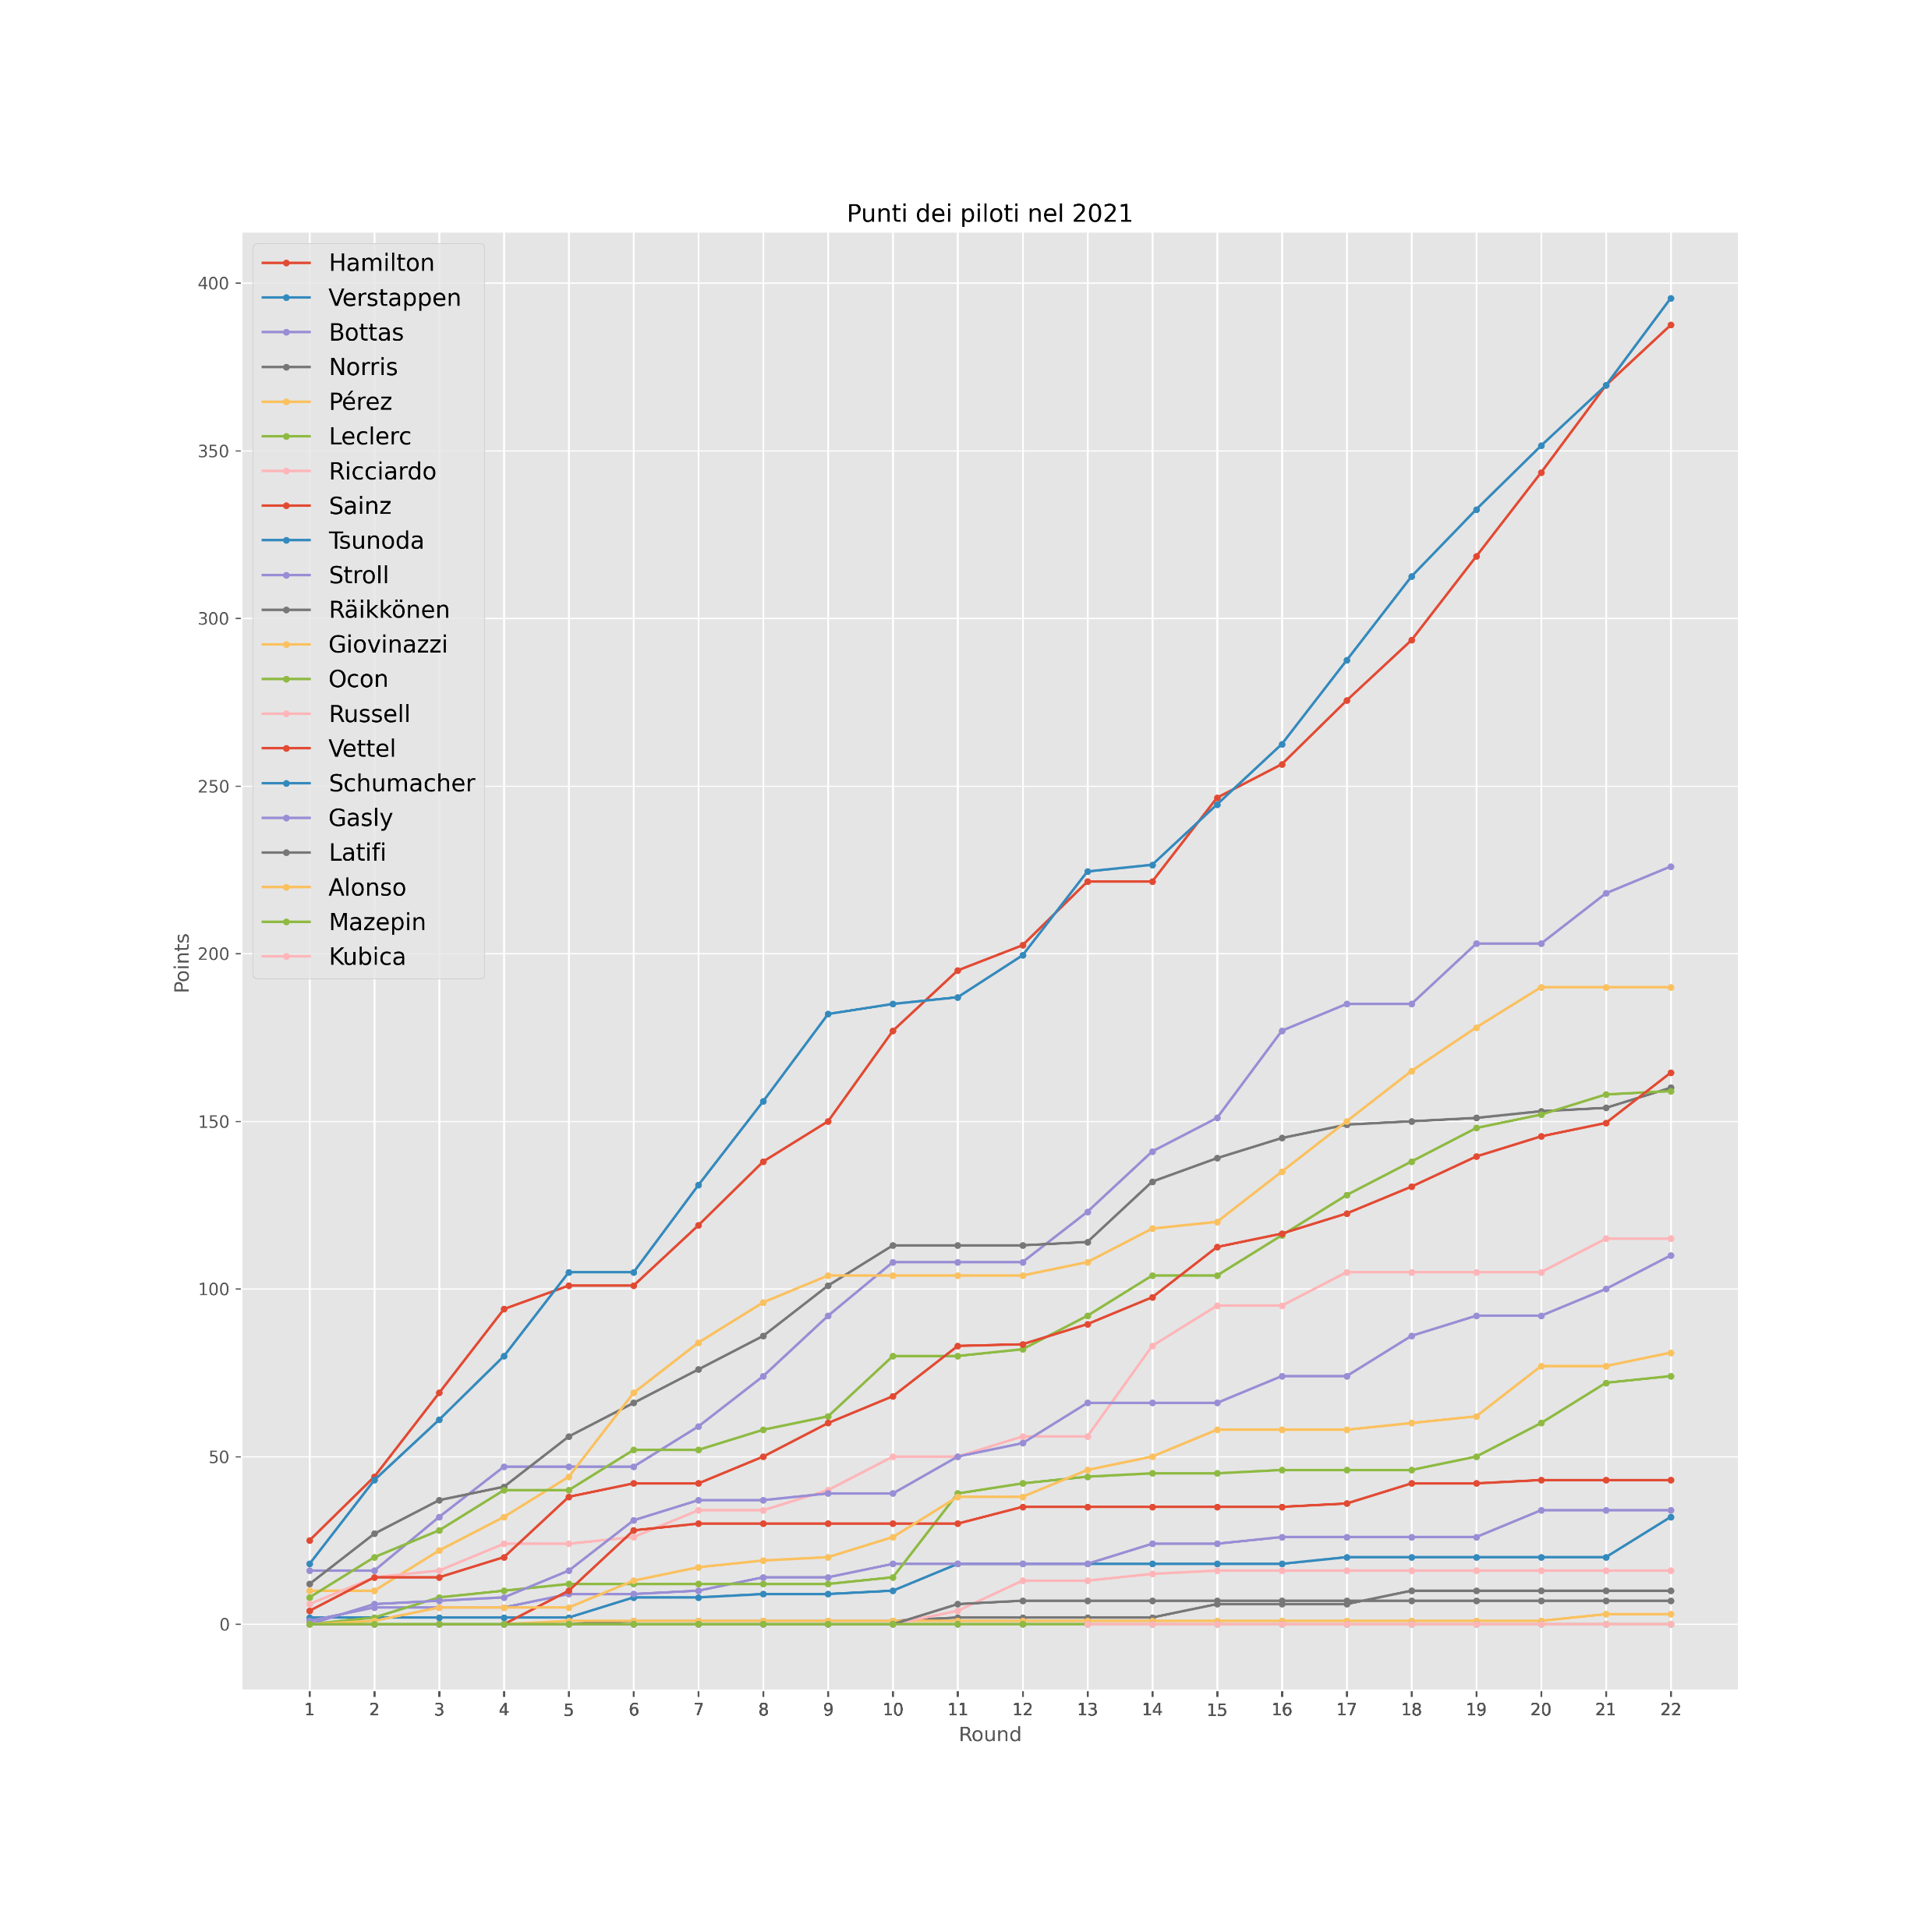 Punti dei piloti nel 2021
Hamilton
Verstappen
Bottas
Norris
Pérez
Leclerc
Ricciardo
Sainz
Tsunoda
Stroll
Räikkönen
Giovinazzi
Ocon
Russell
Vettel
Schumacher
Gasly
Latifi
Alonso
Mazepin
Kubica
Points
400
350
300
250
200
150
100
50
0
1 2 3 4 5 6 7 8 9 10 11 12 13 14 15 16 17 18 19 20 21 22
Round